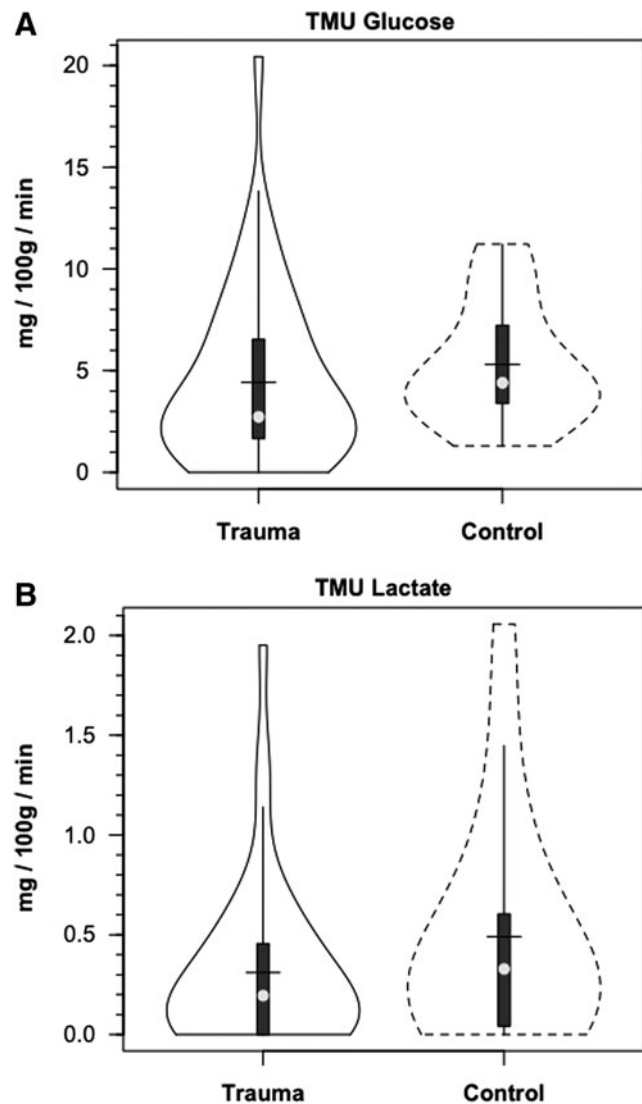 A
TMU Glucose
mg / 100g / min
20
15
10
5
0
Trauma Control
B
TMU Lactate
mg / 100g / min
2.0
1.5
1.0
0.5
0.0
Trauma Control